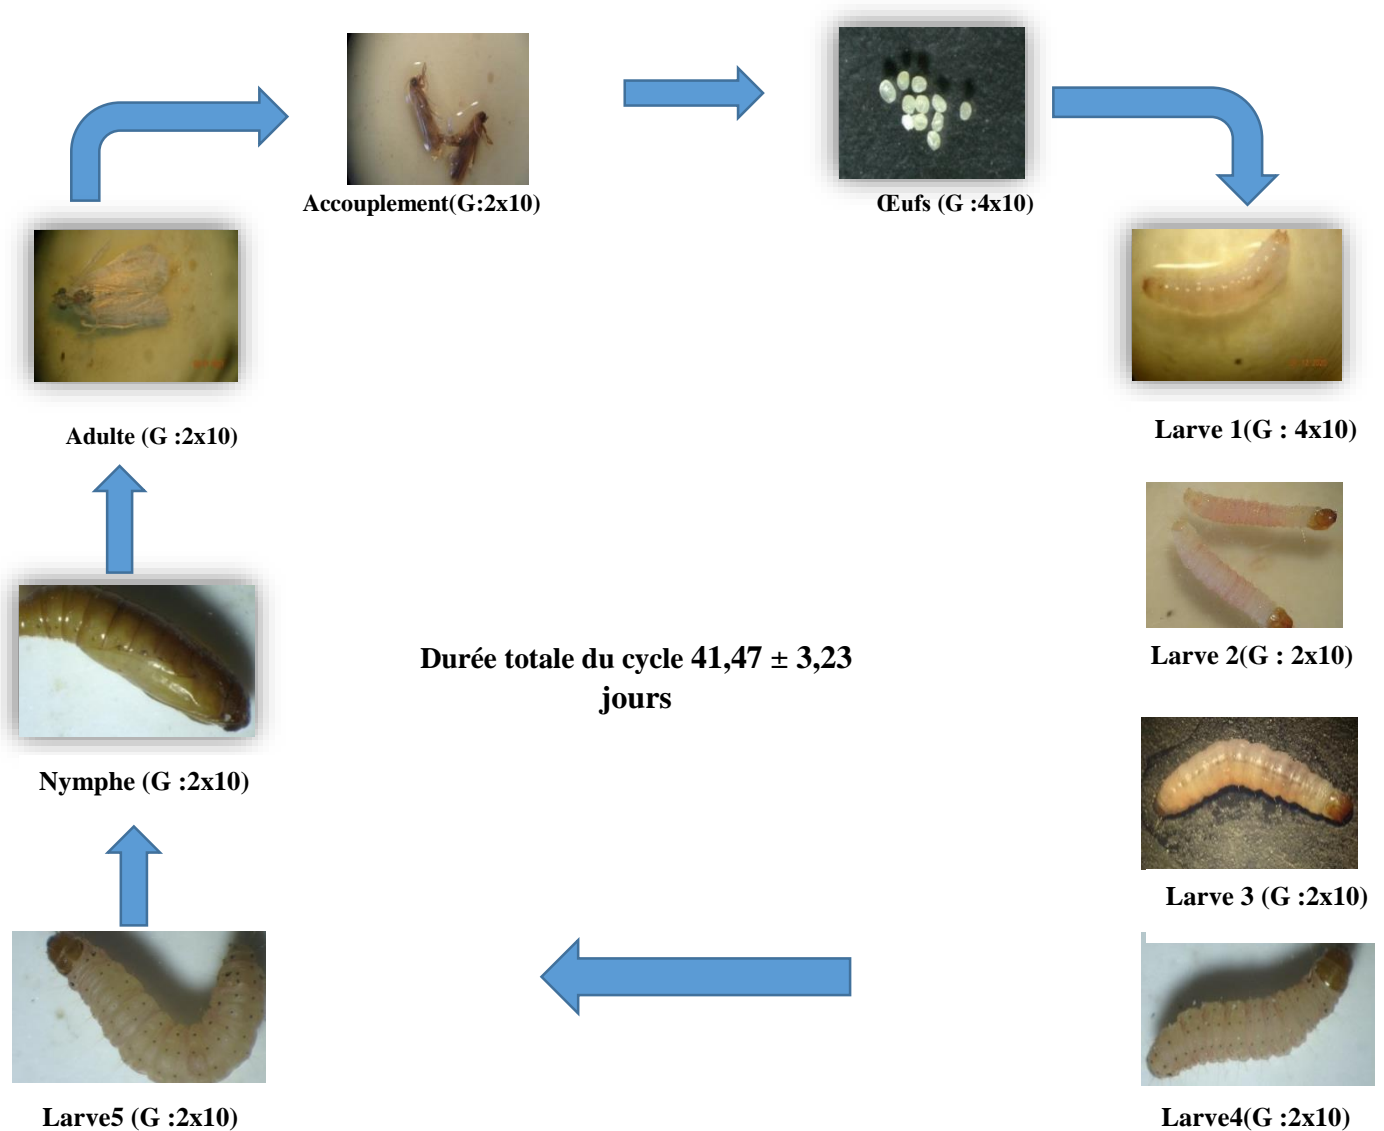 Accouplement(G:2x10)
Œufs (G :4x10)
Adulte (G :2x10)
Larve 1(G : 4x10)
Larve 2(G : 2x10)
Durée totale du cycle 41,47 ± 3,23
jours
Nymphe (G :2x10)
Larve 3 (G :2x10)
Larve5 (G :2x10)
Larve4(G :2x10)